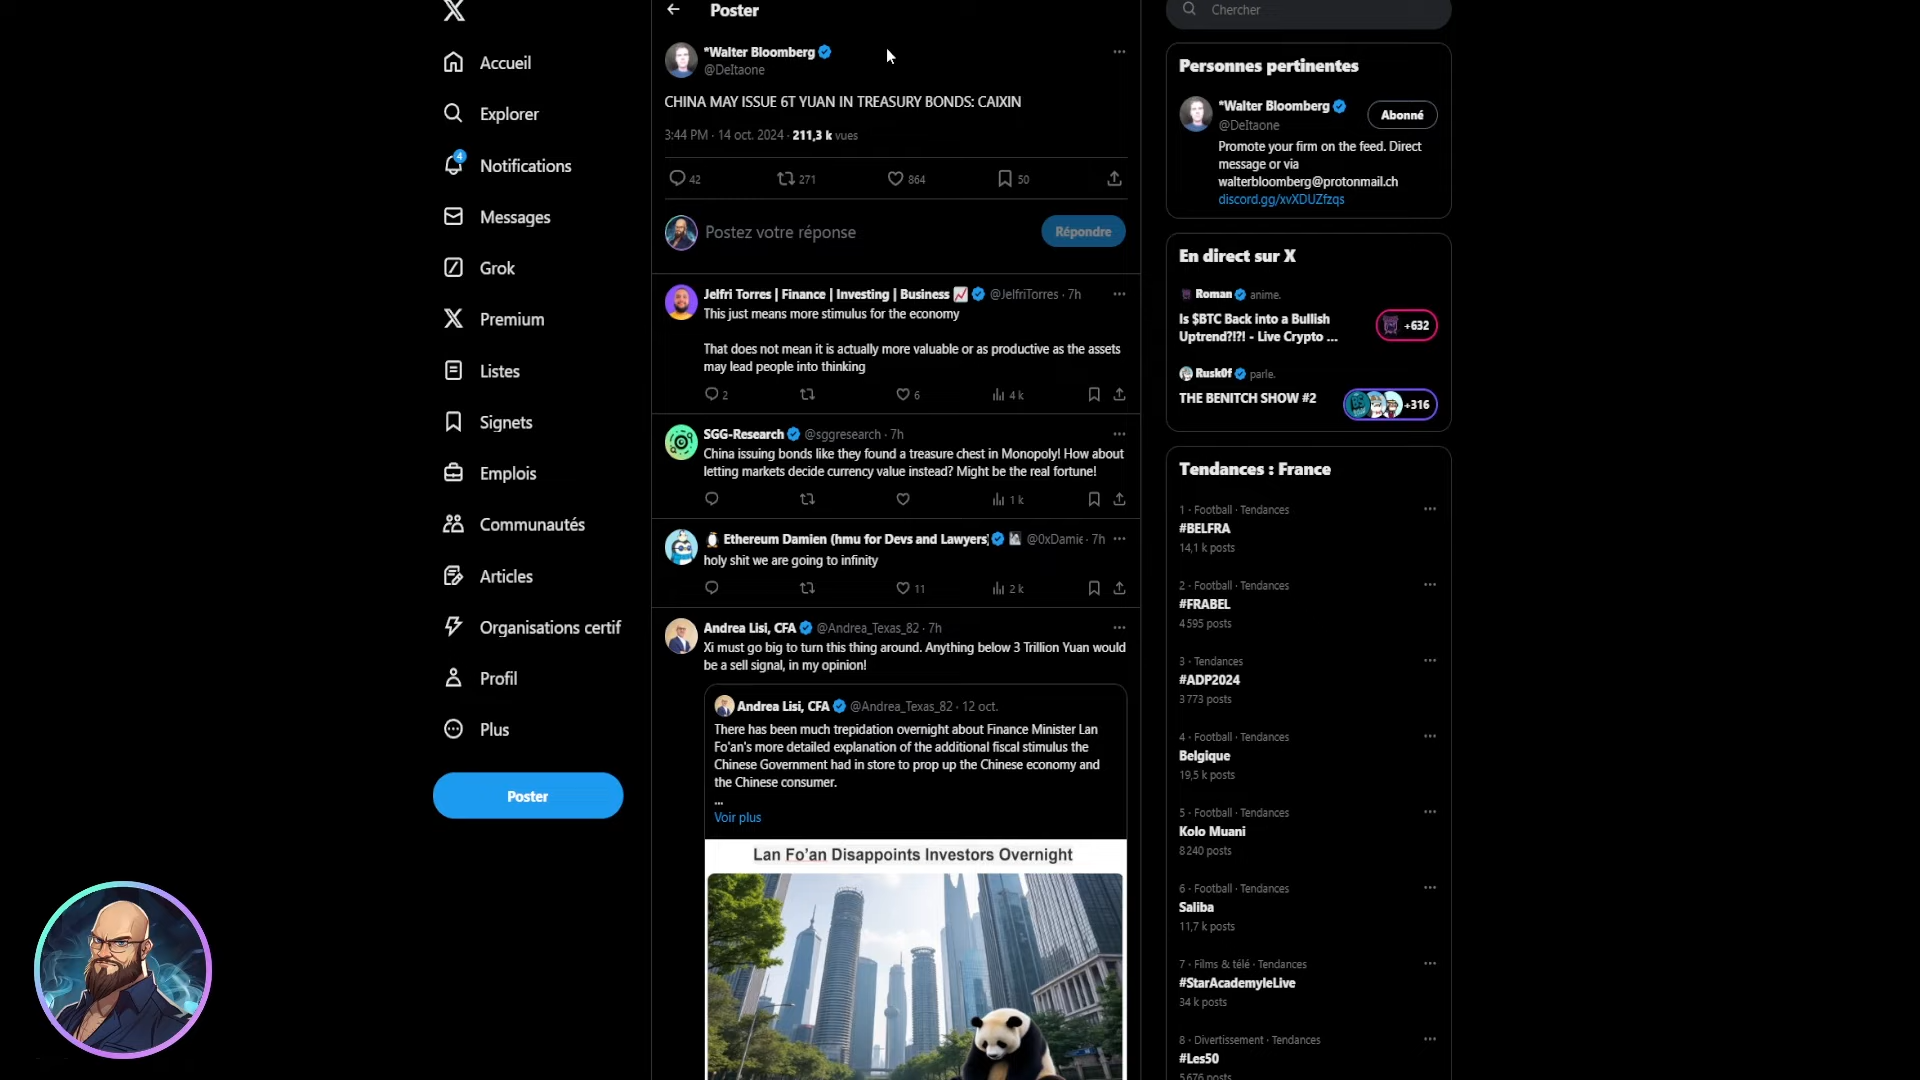 Accueil
Explorer
4
Notifications
Messages
Grok
Premium
Listes
Signets
Emplois
Communautés
Articles
Organisations certif
Profil
Plus
Poster
Poster
*Walter Bloomberg
@DeItaone
CHINA MAY ISSUE 6T YUAN IN TREASURY BONDS: CAIXIN
3:44 PM · 14 oct. 2024 · 211,3 k vues
42 271 864 50
Postez votre réponse
Répondre
Jelfri Torres | Finance | Investing | Business @JelfriTorres · 7h
This just means more stimulus for the economy
That does not mean it is actually more valuable or as productive as the assets
may lead people into thinking
2 6 4 k
SGG-Research @sggresearch · 7h
China issuing bonds like they found a treasure chest in Monopoly! How about
letting markets decide currency value instead? Might be the real fortune!
1 k
Ethereum Damien (hmu for Devs and Lawyers) @0xDamie · 7h
holy shit we are going to infinity
11 2 k
Andrea Lisi, CFA @Andrea_Texas_82 · 7h
Xi must go big to turn this thing around. Anything below 3 Trillion Yuan would
be a sell signal, in my opinion!
Andrea Lisi, CFA @Andrea_Texas_82 · 12 oct.
There has been much trepidation overnight about Finance Minister Lan
Fo'an's more detailed explanation of the additional fiscal stimulus the
Chinese Government had in store to prop up the Chinese economy and
the Chinese consumer.
...
Voir plus
Lan Fo'an Disappoints Investors Overnight
Chercher
Personnes pertinentes
*Walter Bloomberg
@DeItaone
Abonné
Promote your firm on the feed. Direct
message or via
walterbloomberg@protonmail.ch
discord.gg/xvXDUZfzqs
En direct sur X
Roman anime.
Is $BTC Back into a Bullish
Uptrend?!?! - Live Crypto ...
+632
Rusk0f parle.
THE BENITCH SHOW #2
+316
Tendances : France
1 · Football · Tendances
#BELFRA
14,1 k posts
2 · Football · Tendances
#FRABEL
4 595 posts
3 · Tendances
#ADP2024
3 773 posts
4 · Football · Tendances
Belgique
19,5 k posts
5 · Football · Tendances
Kolo Muani
8 240 posts
6 · Football · Tendances
Saliba
11,7 k posts
7 · Films & télé · Tendances
#StarAcademyleLive
34 k posts
8 · Divertissement · Tendances
#Les50
5 676 posts